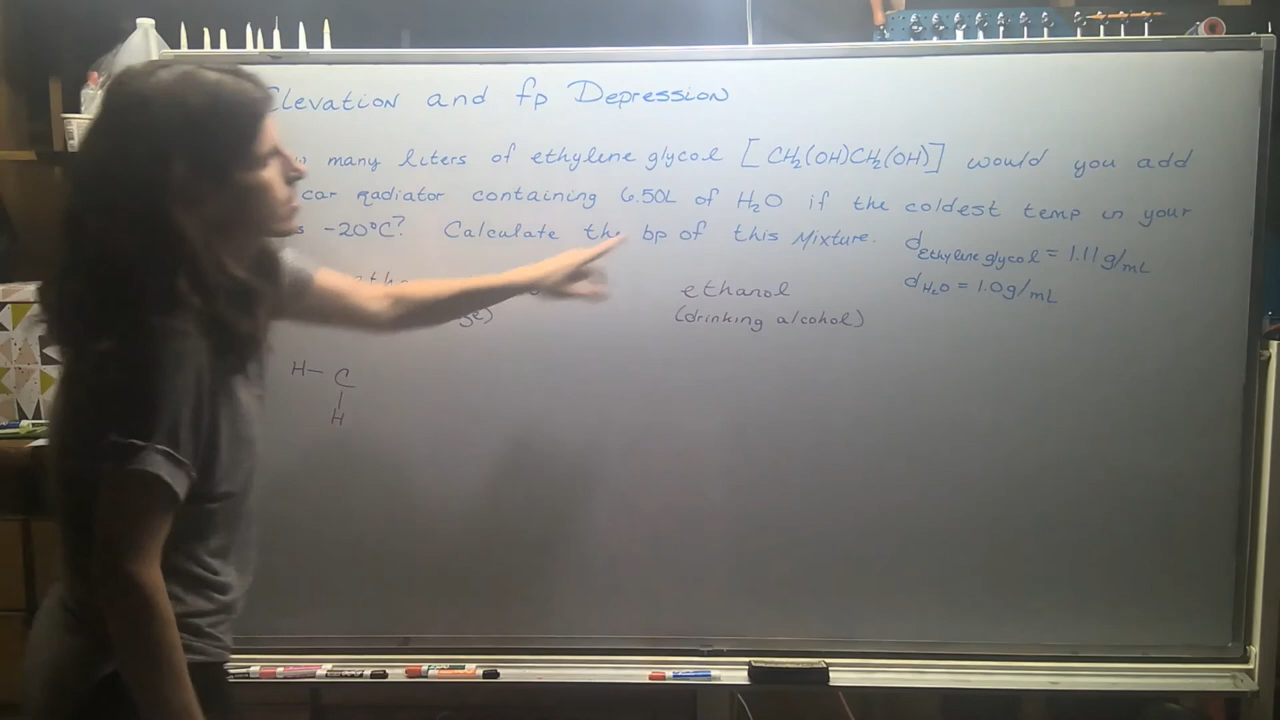 Elevation and fp Depression
many liters of ethylene glycol [CH₂(OH)CH₂(OH)] would you add
car radiator containing 6.50L of H₂O if the coldest temp in your
-20°C? Calculate the bp of this mixture.
d ethylene glycol = 1.11 g/mL
d H₂O = 1.0 g/mL
ethanol
(drinking alcohol)
H- C
H